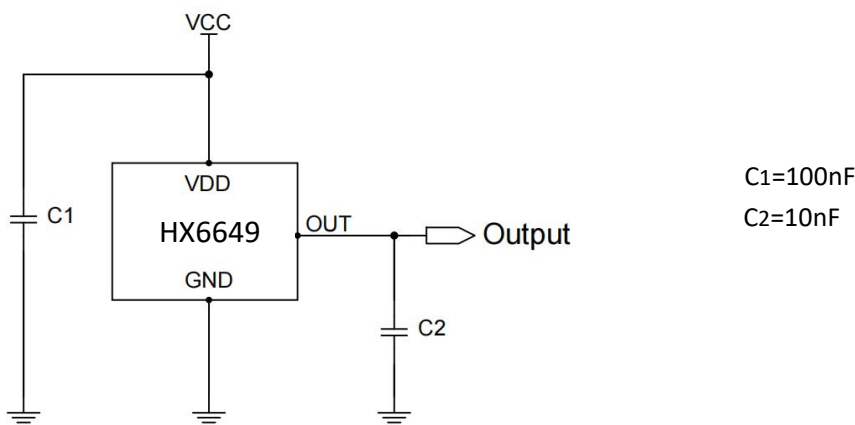 VCC
VDD
C1
HX6649
OUT
Output
GND
C2
C1=100nF
C2=10nF